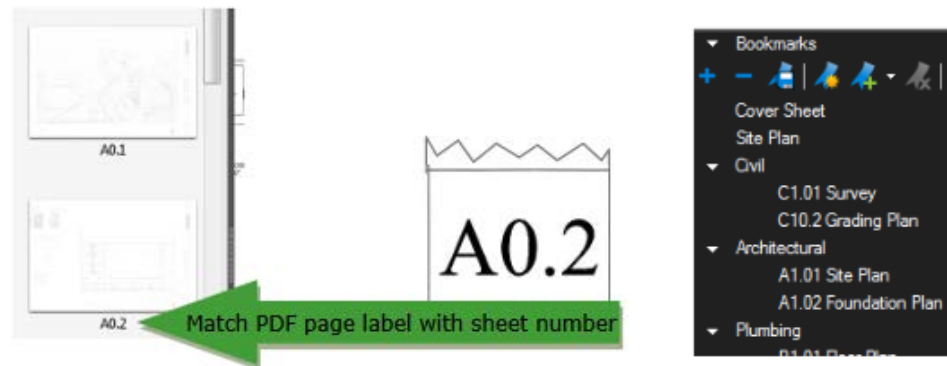 A0.1
A0.2
Match PDF page label with sheet number
A0.2
Bookmarks
Cover Sheet
Site Plan
Civil
C1.01 Survey
C10.2 Grading Plan
Architectural
A1.01 Site Plan
A1.02 Foundation Plan
Plumbing